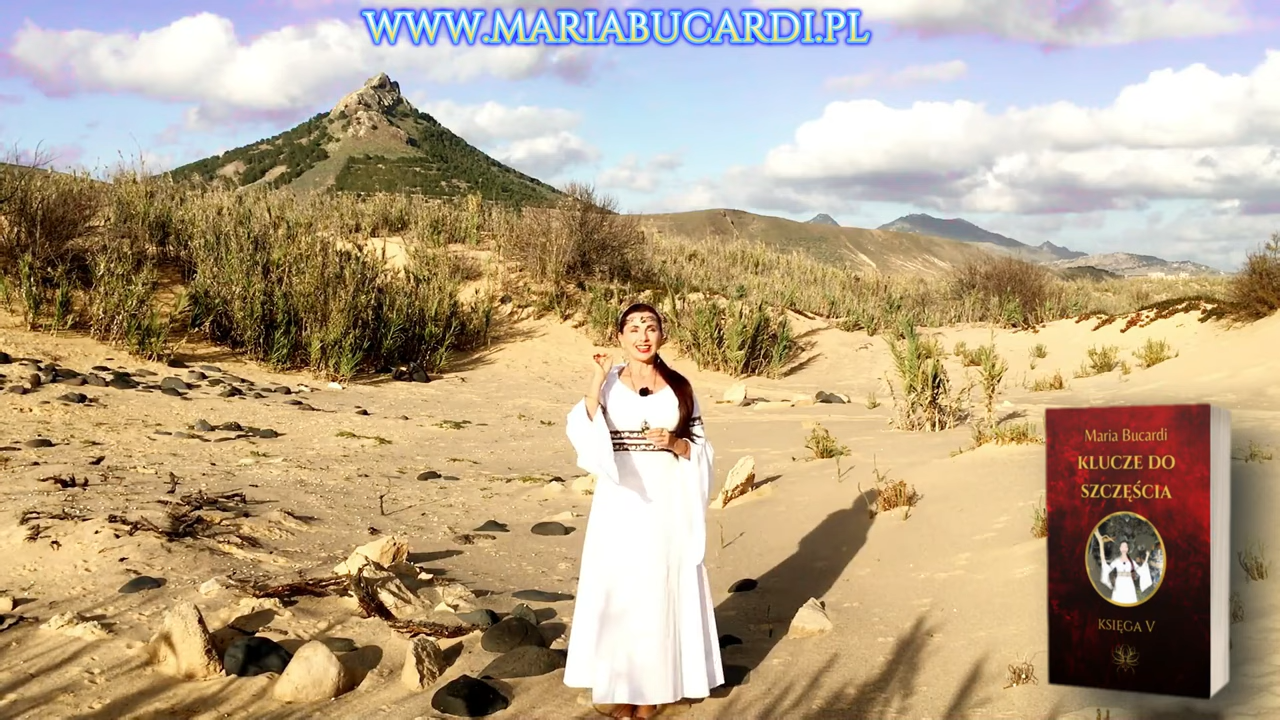 WWW.MARIABUCARDI.PL
Maria Bucardi
KLUCZE DO
SZCZĘŚCIA
KSIĘGA V